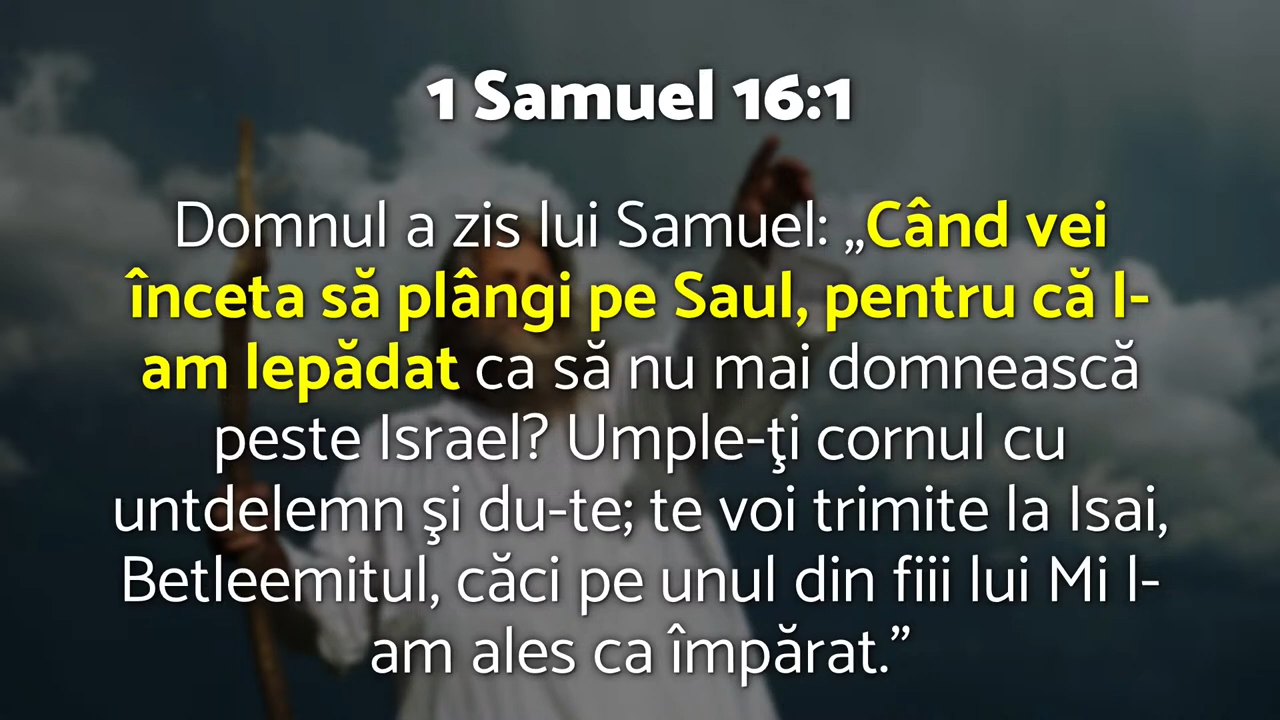 1 Samuel 16:1
Domnul a zis lui Samuel: „Când vei
înceta să plângi pe Saul, pentru că l-
am lepădat ca să nu mai domnească
peste Israel? Umple-ţi cornul cu
untdelemn şi du-te; te voi trimite la Isai,
Betleemitul, căci pe unul din fiii lui Mi l-
am ales ca împărat.”